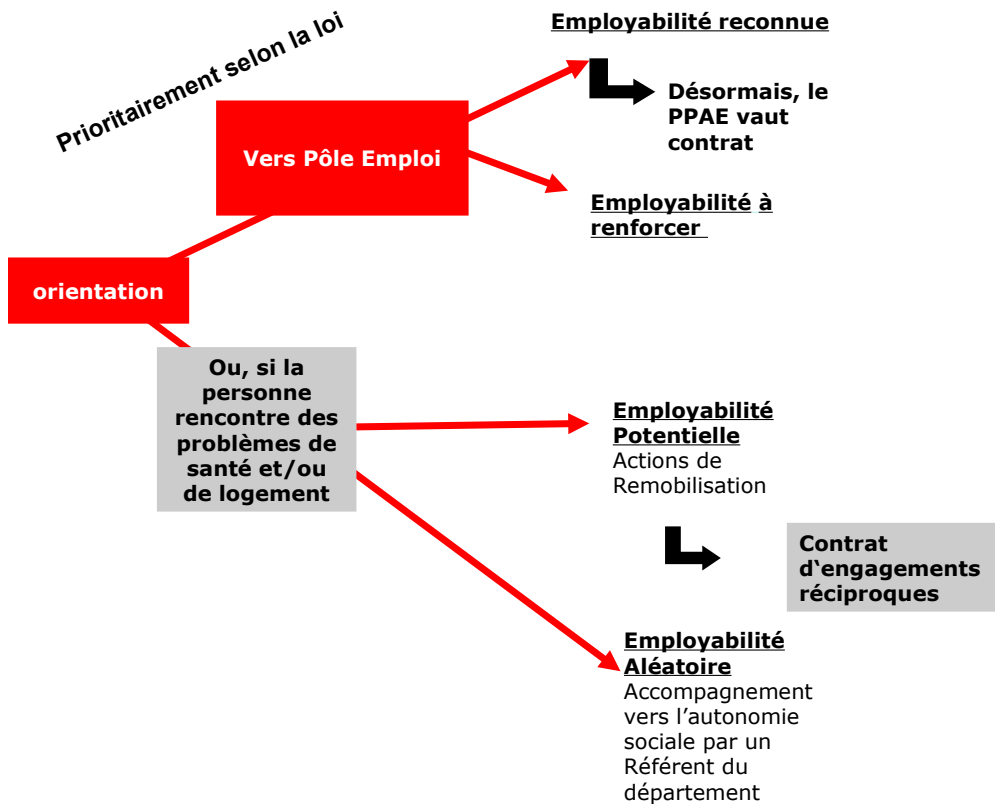 Prioritairement selon la loi
Employabilité reconnue
Désormais, le
PPAE vaut
contrat
Vers Pôle Emploi
Employabilité à
renforcer
orientation
Ou, si la
personne
rencontre des
problèmes de
santé et/ou
de logement
Employabilité
Potentielle
Actions de
Remobilisation
Contrat
d‘engagements
réciproques
Employabilité
Aléatoire
Accompagnement
vers l’autonomie
sociale par un
Référent du
département